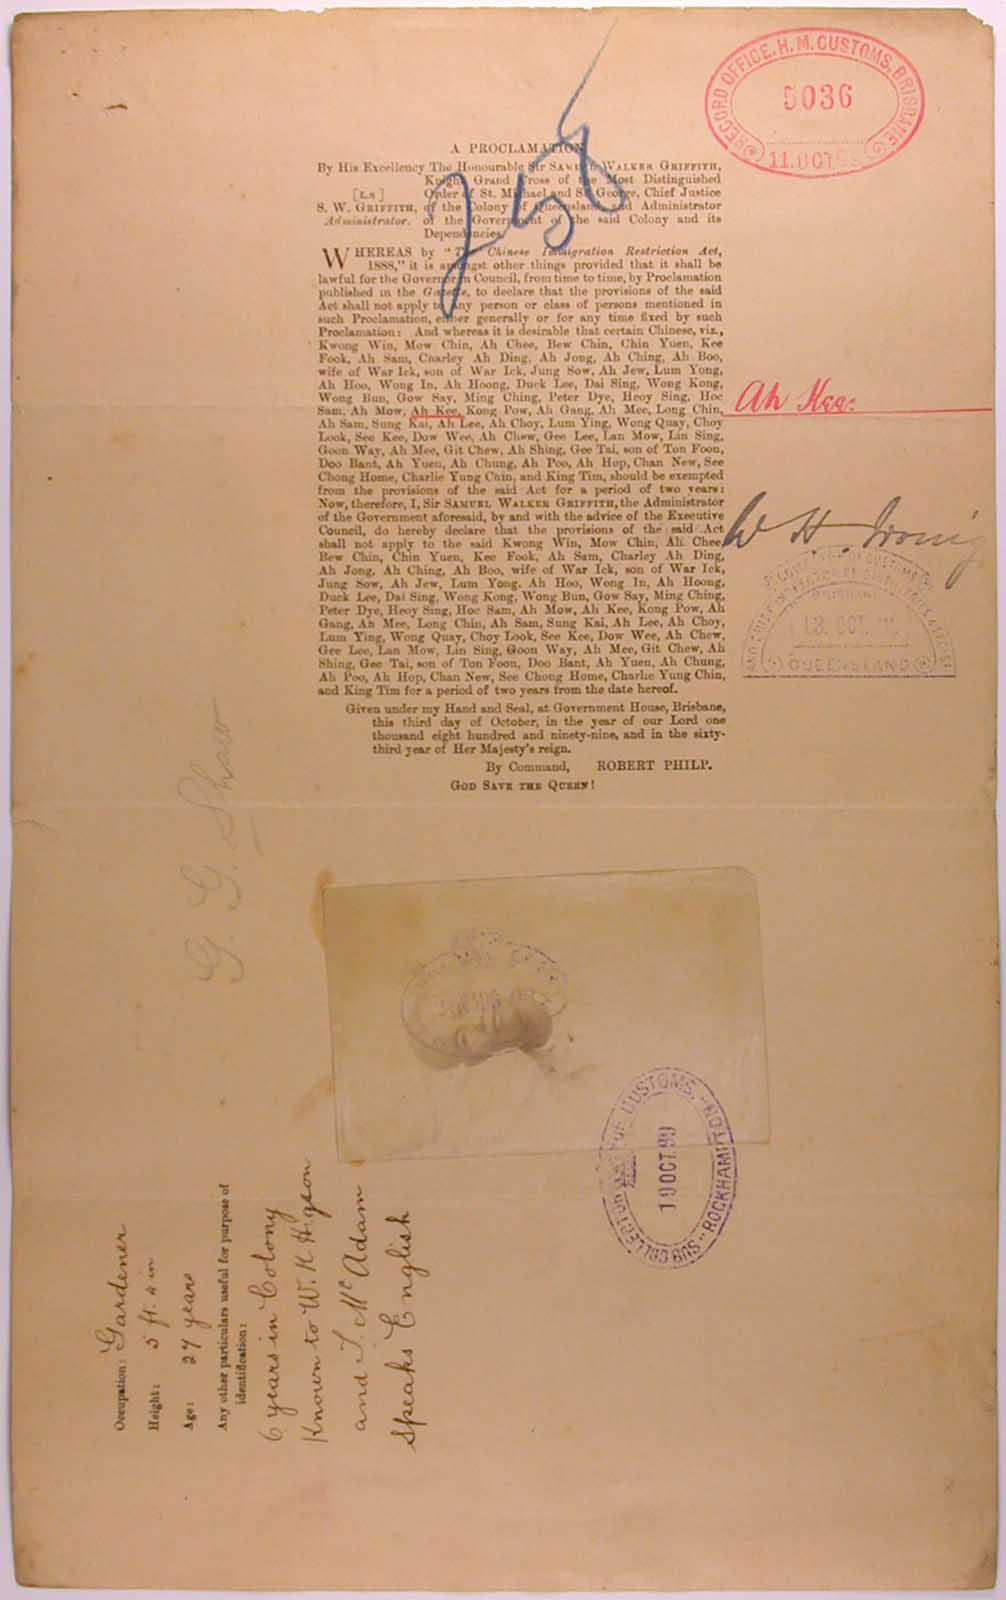 RECORD OFFICE. H. M. CUSTOMS, BRISBANE
5036
11. OCT. 99
258
A PROCLAMATION
By His Excellency The Honourable Sir SAMUEL WALKER GRIFFITH,
Knight Grand Cross of the Most Distinguished
[L.S] Order of St. Michael and St. George, Chief Justice
S. W. GRIFFITH, of the Colony of Queensland and Administrator
Administrator. of the Government of the said Colony and its
Dependencies.
WHEREAS by "The Chinese Immigration Restriction Act,
1888," it is amongst other things provided that it shall be
lawful for the Governor in Council, from time to time, by Proclamation
published in the Gazette, to declare that the provisions of the said
Act shall not apply to any person or class of persons mentioned in
such Proclamation, either generally or for any time fixed by such
Proclamation: And whereas it is desirable that certain Chinese, viz.,
Kwong Win, Mow Chin, Ah Chee, Bew Chin, Chin Yuen, Kee
Fook, Ah Sam, Charley Ah Ding, Ah Jong, Ah Ching, Ah Boo,
wife of War Ick, son of War Ick, Jung Sow, Ah Jew, Lum Yong,
Ah Hoo, Wong In, Ah Hoong, Duck Lee, Dai Sing, Wong Kong,
Wong Bun, Gow Say, Ming Ching, Peter Dye, Heoy Sing, Hoc
Sam, Ah Mow, Ah Kee, Kong Pow, Ah Gang, Ah Mee, Long Chin,
Ah Kee:
Ah Sam, Sung Kai, Ah Lee, Ah Choy, Lum Ying, Wong Quay, Choy
Look, See Kee, Dow Wee, Ah Chew, Gee Lee, Lan Mow, Lin Sing,
Goon Way, Ah Mee, Git Chew, Ah Shing, Gee Tai, son of Ton Foon,
Doo Bant, Ah Yuen, Ah Chung, Ah Poo, Ah Hop, Chan New, See
Chong Home, Charlie Yung Chin, and King Tim, should be exempted
from the provisions of the said Act for a period of two years:
Now, therefore, I, Sir SAMUEL WALKER GRIFFITH, the Administrator
of the Government aforesaid, by and with the advice of the Executive
Council, do hereby declare that the provisions of the said Act
shall not apply to the said Kwong Win, Mow Chin, Ah Chee,
Bew Chin, Chin Yuen, Kee Fook, Ah Sam, Charley Ah Ding,
Ah Jong, Ah Ching, Ah Boo, wife of War Ick, son of War Ick,
Jung Sow, Ah Jew, Lum Yong, Ah Hoo, Wong In, Ah Hoong,
Duck Lee, Dai Sing, Wong Kong, Wong Bun, Gow Say, Ming Ching,
Peter Dye, Heoy Sing, Hoc Sam, Ah Mow, Ah Kee, Kong Pow, Ah
Gang, Ah Mee, Long Chin, Ah Sam, Sung Kai, Ah Lee, Ah Choy,
Lum Ying, Wong Quay, Choy Look, See Kee, Dow Wee, Ah Chew,
Gee Lee, Lan Mow, Lin Sing, Goon Way, Ah Mee, Git Chew, Ah
Shing, Gee Tai, son of Ton Foon, Doo Bant, Ah Yuen, Ah Chung,
Ah Poo, Ah Hop, Chan New, See Chong Home, Charlie Yung Chin,
and King Tim for a period of two years from the date hereof.
W H Irving
BRISBANE
13. OCT.
QUEENSLAND
Given under my Hand and Seal, at Government House, Brisbane,
this third day of October, in the year of our Lord one
thousand eight hundred and ninety-nine, and in the sixty-
third year of Her Majesty's reign.
By Command, ROBERT PHILP.
GOD SAVE THE QUEEN!
G. G. Shaw
SUB COLLECTOR OF CUSTOMS, ROCKHAMPTON
19 OCT. 99
Occupation: Gardener
Height: 5 ft. 4 in
Age: 27 years
Any other particulars useful for purpose of
identification:
6 years in Colony
Known to W. R Higson
and T. McAdam
Speaks English